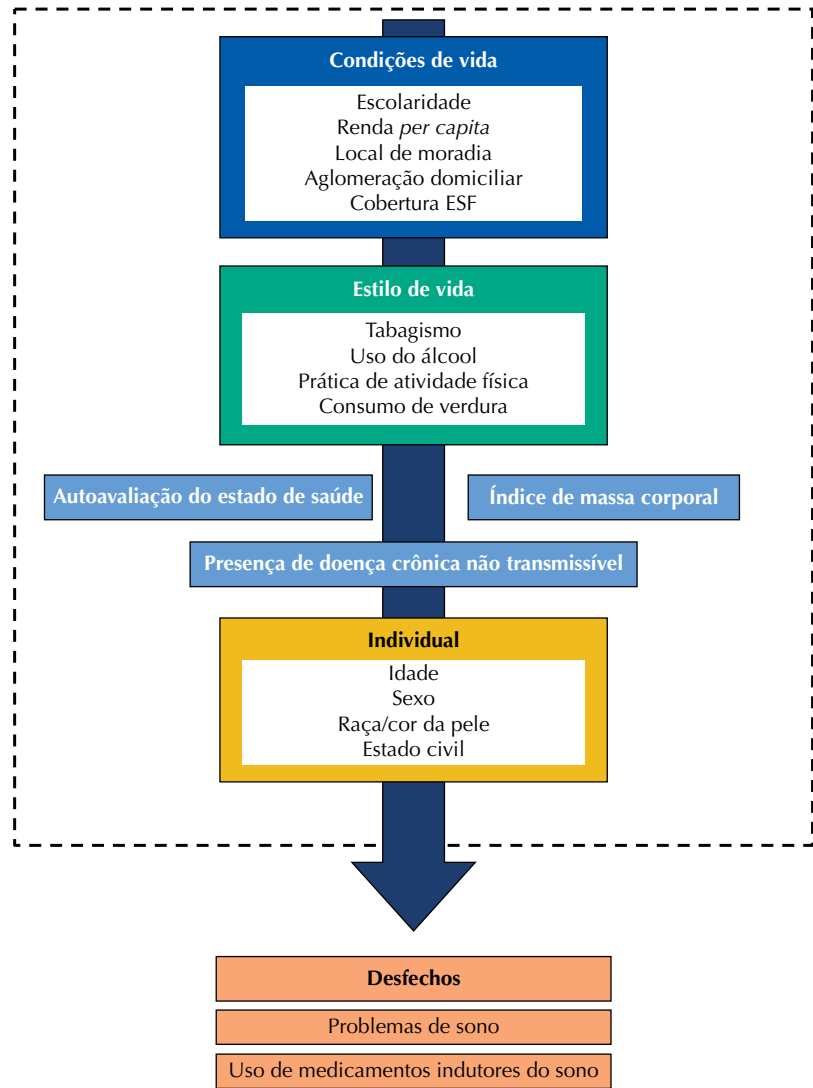 Condições de vida
Escolaridade
Renda per capita
Local de moradia
Aglomeração domiciliar
Cobertura ESF
Estilo de vida
Tabagismo
Uso do álcool
Prática de atividade física
Consumo de verdura
Autoavaliação do estado de saúde
Índice de massa corporal
Presença de doença crônica não transmissível
Individual
Idade
Sexo
Raça/cor da pele
Estado civil
Desfechos
Problemas de sono
Uso de medicamentos indutores do sono